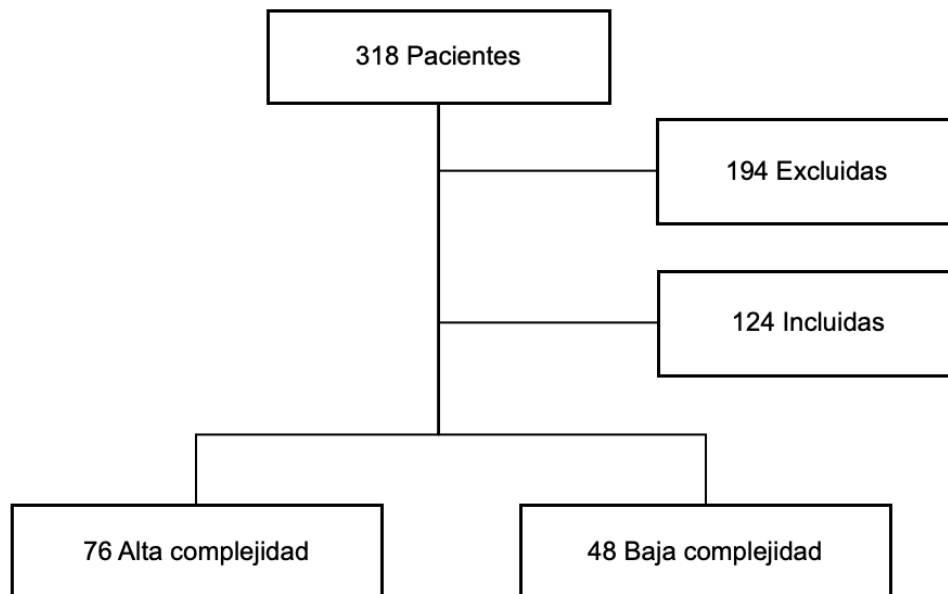 318 Pacientes
194 Excluidas
124 Incluidas
76 Alta complejidad
48 Baja complejidad